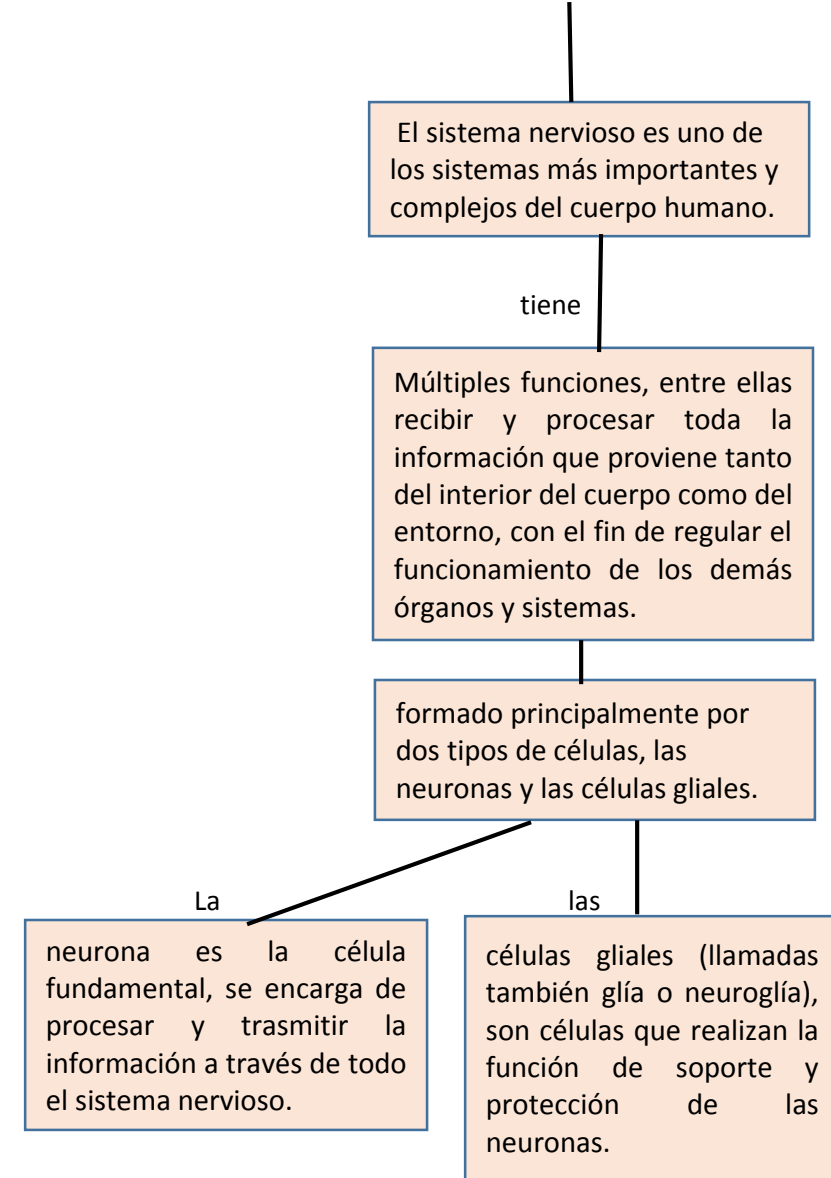 El sistema nervioso es uno de
los sistemas más importantes y
complejos del cuerpo humano.
tiene
Múltiples funciones, entre ellas
recibir y procesar toda la
información que proviene tanto
del interior del cuerpo como del
entorno, con el fin de regular el
funcionamiento de los demás
órganos y sistemas.
formado principalmente por
dos tipos de células, las
neuronas y las células gliales.
La
neurona es la célula
fundamental, se encarga de
procesar y trasmitir la
información a través de todo
el sistema nervioso.
las
células gliales (llamadas
también glía o neuroglía),
son células que realizan la
función de soporte y
protección de las
neuronas.